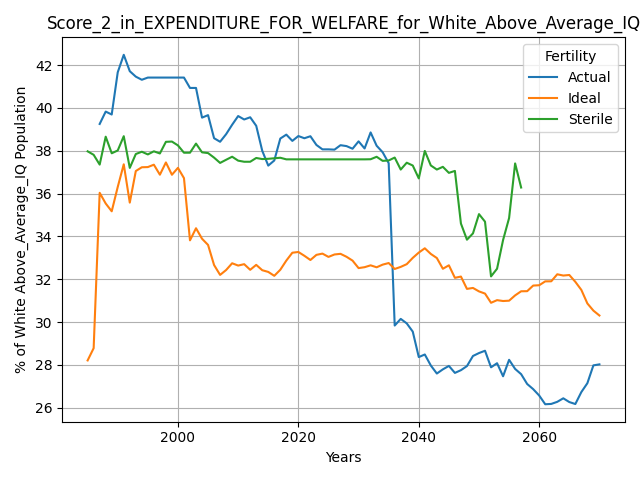 Score_2_in_EXPENDITURE_FOR_WELFARE_for_White_Above_Average_IQ
Fertility
Actual
Ideal
Sterile
% of White Above_Average_IQ Population
42
40
38
36
34
32
30
28
26
2000
2020
2040
2060
Years